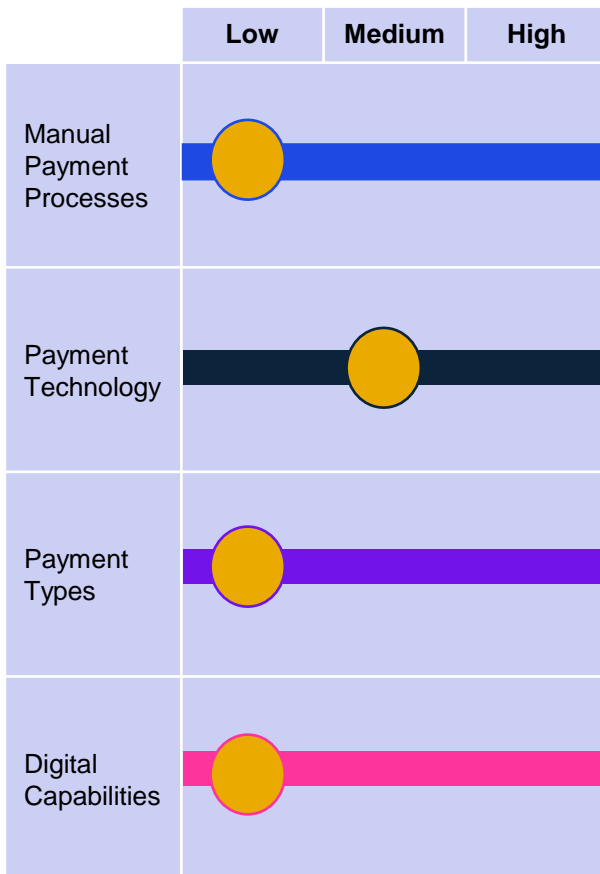 Low Medium High
Manual
Payment
Processes
Payment
Technology
Payment
Types
Digital
Capabilities